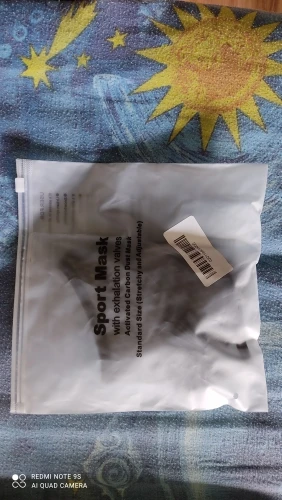 Sport Mask
with exhalation valves
Activated Carbon Dust Mask
Standard Size (Stretchy and Adjustable)
REDMI NOTE 9S
AI QUAD CAMERA